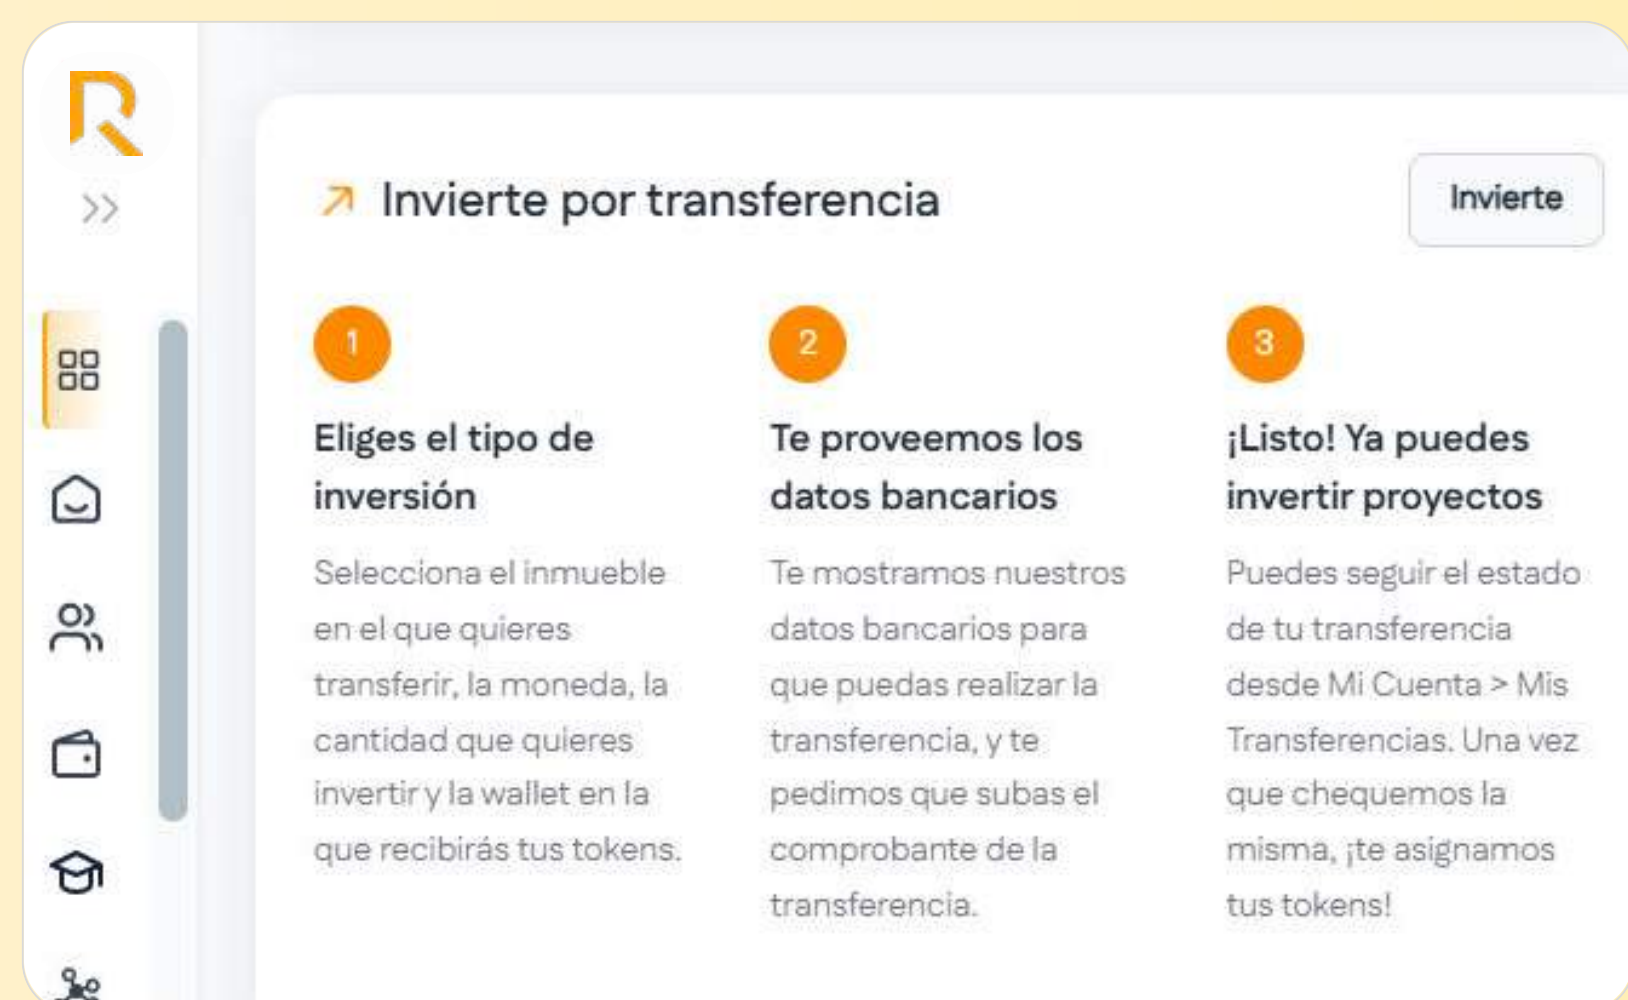 R
Invierte por transferencia
Invierte
1
Eliges el tipo de
inversión
Selecciona el inmueble
en el que quieres
transferir, la moneda, la
cantidad que quieres
invertir y la wallet en la
que recibirás tus tokens.
2
Te proveemos los
datos bancarios
Te mostramos nuestros
datos bancarios para
que puedas realizar la
transferencia, y te
pedimos que subas el
comprobante de la
transferencia.
3
¡Listo! Ya puedes
invertir proyectos
Puedes seguir el estado
de tu transferencia
desde Mi Cuenta > Mis
Transferencias. Una vez
que chequemos la
misma, ¡te asignamos
tus tokens!